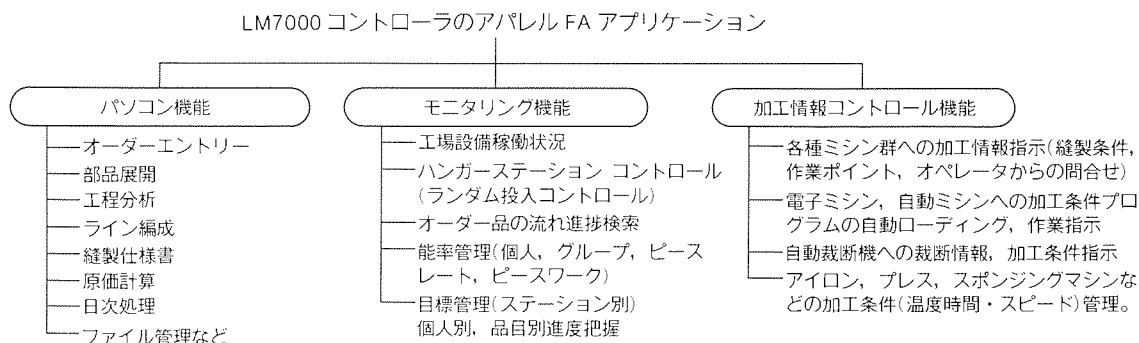 LM7000 コントローラのアパレル FA アプリケーション
パソコン機能
オーダーエントリー
部品展開
工程分析
ライン編成
縫製仕様書
原価計算
日次処理
ファイル管理など
モニタリング機能
工場設備稼働状況
ハンガーステーション コントロール
(ランダム投入コントロール)
オーダー品の流れ進捗検索
能率管理(個人, グループ, ピース
レート, ピースワーク)
目標管理(ステーション別)
個人別, 品目別進度把握
加工情報コントロール機能
各種ミシン群への加工情報指示(縫製条件,
作業ポイント, オペレータからの問合せ)
電子ミシン, 自動ミシンへの加工条件プロ
グラムの自動ローディング, 作業指示
自動裁断機への裁断情報, 加工条件指示
アイロン, プレス, スポンジングマシンな
どの加工条件(温度時間・スピード)管理。